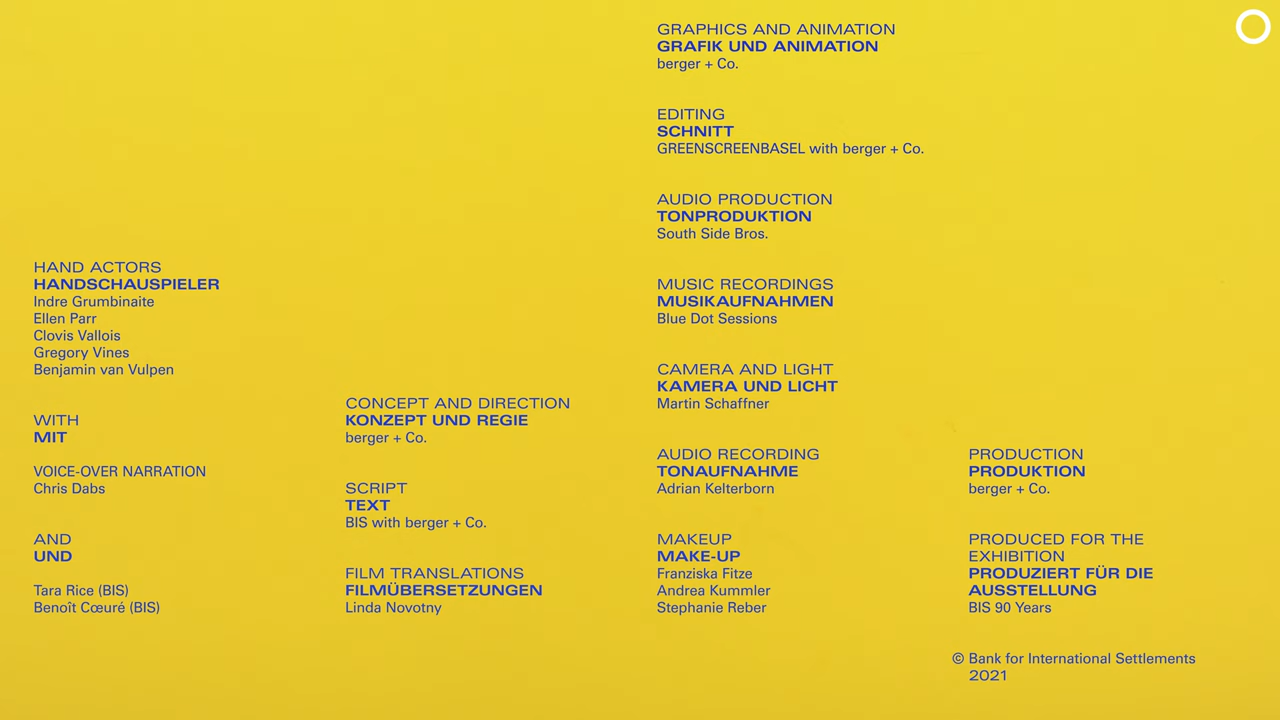 HAND ACTORS
HANDSCHAUSPIELER
Indre Grumbinaite
Ellen Parr
Clovis Vallois
Gregory Vines
Benjamin van Vulpen
WITH
MIT
VOICE-OVER NARRATION
Chris Dabs
AND
UND
Tara Rice (BIS)
Benoît Cœuré (BIS)
CONCEPT AND DIRECTION
KONZEPT UND REGIE
berger + Co.
SCRIPT
TEXT
BIS with berger + Co.
FILM TRANSLATIONS
FILMÜBERSETZUNGEN
Linda Novotny
GRAPHICS AND ANIMATION
GRAFIK UND ANIMATION
berger + Co.
EDITING
SCHNITT
GREENSCREENBASEL with berger + Co.
AUDIO PRODUCTION
TONPRODUKTION
South Side Bros.
MUSIC RECORDINGS
MUSIKAUFNAHMEN
Blue Dot Sessions
CAMERA AND LIGHT
KAMERA UND LICHT
Martin Schaffner
AUDIO RECORDING
TONAUFNAHME
Adrian Kelterborn
MAKEUP
MAKE-UP
Franziska Fitze
Andrea Kummler
Stephanie Reber
PRODUCTION
PRODUKTION
berger + Co.
PRODUCED FOR THE
EXHIBITION
PRODUZIERT FÜR DIE
AUSSTELLUNG
BIS 90 Years
© Bank for International Settlements
2021